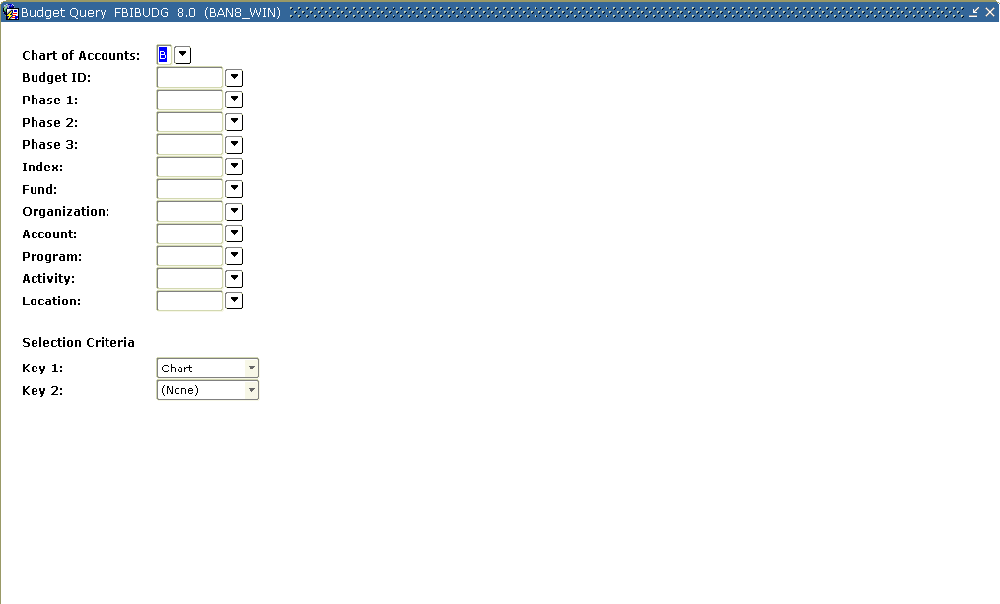 Budget Query FBIBUDG 8.0 (BAN8_WIN)
Chart of Accounts: B
Budget ID:
Phase 1:
Phase 2:
Phase 3:
Index:
Fund:
Organization:
Account:
Program:
Activity:
Location:
Selection Criteria
Key 1: Chart
Key 2: (None)